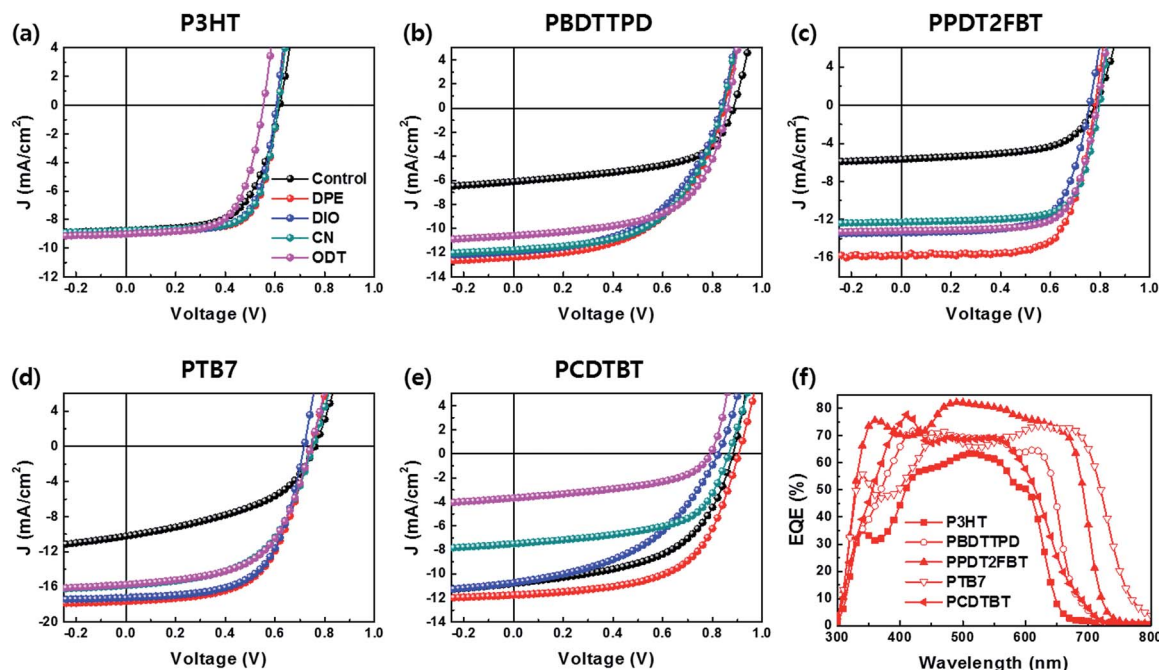 P3HT
PBDTTPD
PPDT2FBT
(a)
(b)
(c)
4
2
0
-2
-4
-6
-8
-10
-12
J (mA/cm²)
Control
DPE
DIO
CN
ODT
-0.2 0.0 0.2 0.4 0.6 0.8 1.0
Voltage (V)
4
2
0
-2
-4
-6
-8
-10
-12
-14
J (mA/cm²)
-0.2 0.0 0.2 0.4 0.6 0.8 1.0
Voltage (V)
4
0
-4
-8
-12
-16
J (mA/cm²)
-0.2 0.0 0.2 0.4 0.6 0.8 1.0
Voltage (V)
PTB7
PCDTBT
(d)
(e)
(f)
4
0
-4
-8
-12
-16
-20
J (mA/cm²)
-0.2 0.0 0.2 0.4 0.6 0.8 1.0
Voltage (V)
4
2
0
-2
-4
-6
-8
-10
-12
-14
J (mA/cm²)
-0.2 0.0 0.2 0.4 0.6 0.8 1.0
Voltage (V)
80
70
60
50
40
30
20
10
0
EQE (%)
P3HT
PBDTTPD
PPDT2FBT
PTB7
PCDTBT
300 400 500 600 700 800
Wavelength (nm)